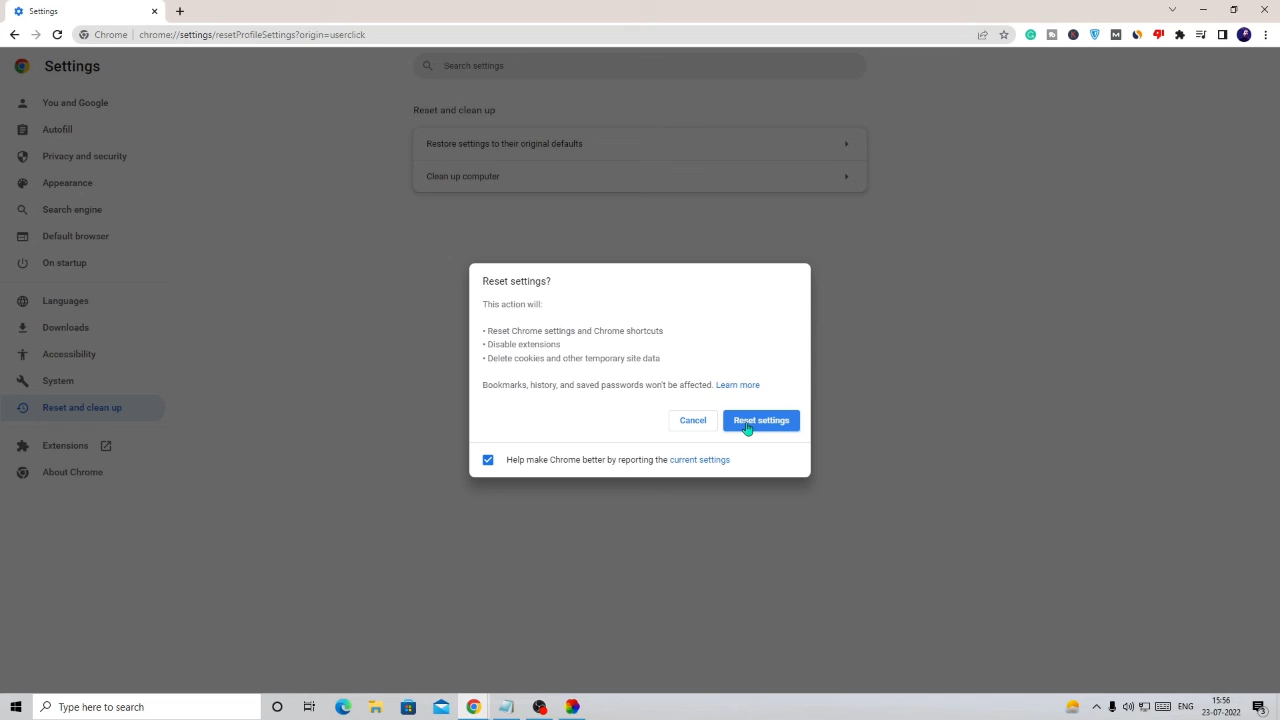 Settings
Chrome | chrome://settings/resetProfileSettings?origin=userclick
Settings
Search settings
You and Google
Autofill
Privacy and security
Appearance
Search engine
Default browser
On startup
Languages
Downloads
Accessibility
System
Reset and clean up
Extensions
About Chrome
Reset and clean up
Restore settings to their original defaults
Clean up computer
Reset settings?
This action will:
• Reset Chrome settings and Chrome shortcuts
• Disable extensions
• Delete cookies and other temporary site data
Bookmarks, history, and saved passwords won't be affected. Learn more
Cancel
Reset settings
Help make Chrome better by reporting the current settings
Type here to search
ENG
15:56
23-07-2022